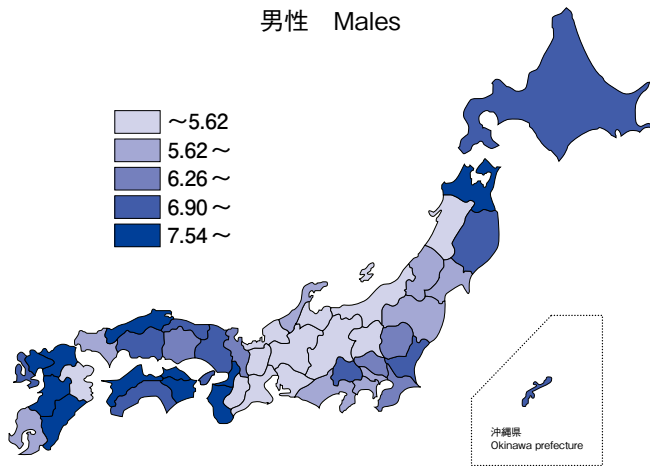 男性 Males
～5.62
5.62～
6.26～
6.90～
7.54～
沖縄県
Okinawa prefecture